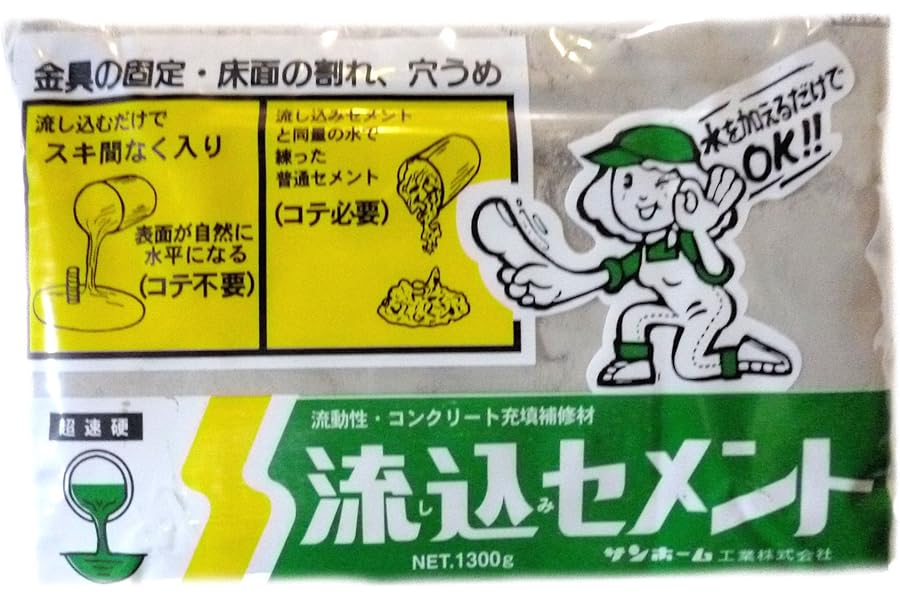 金具の固定・床面の割れ、穴うめ
流し込むだけで
スキ間なく入り
表面が自然に
水平になる
(コテ不要)
流し込みセメント
と同量の水で
練った
普通セメント
(コテ必要)
水を加えるだけで
OK!!
超速硬
流動性・コンクリート充填補修材
流し込みセメント
NET.1300g
サンホーム工業株式会社